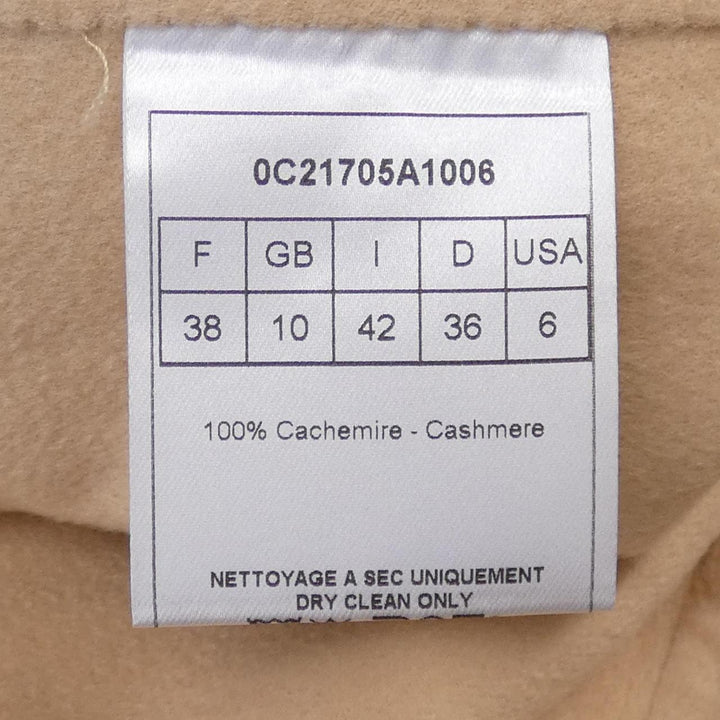 0C21705A1006
F GB I D USA
38 10 42 36 6
100% Cachemire - Cashmere
NETTOYAGE A SEC UNIQUEMENT
DRY CLEAN ONLY